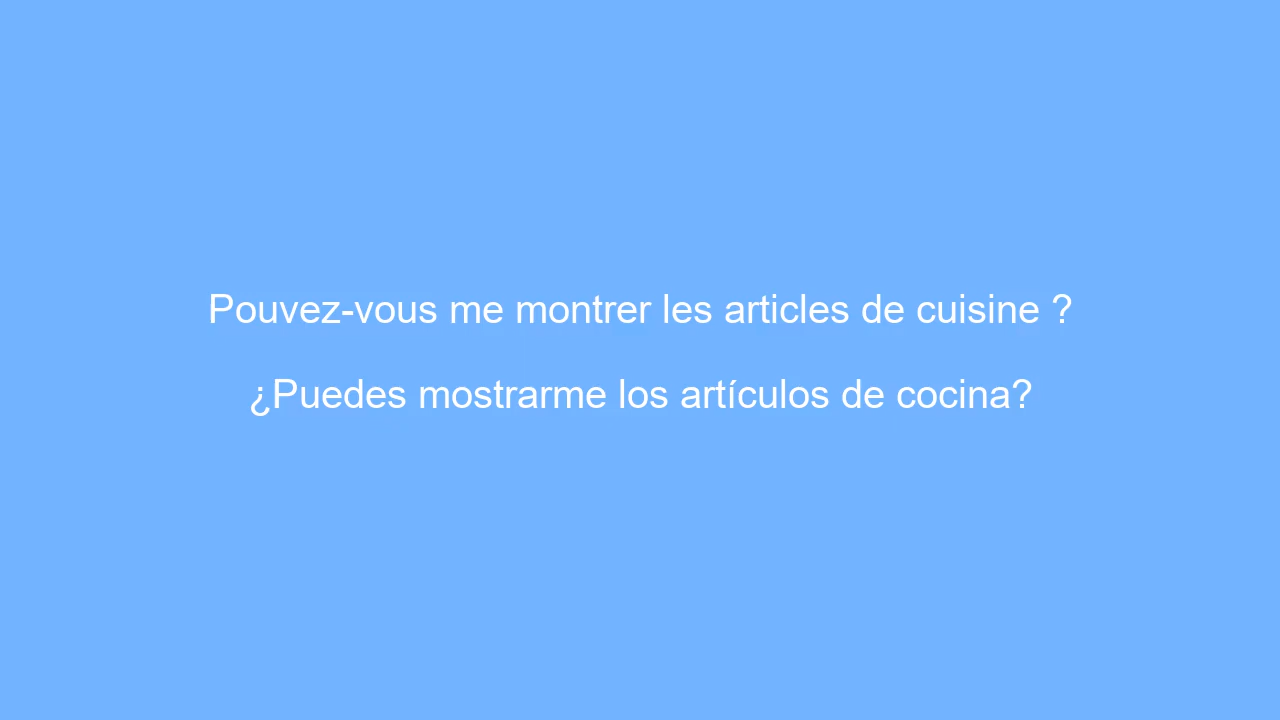 Pouvez-vous me montrer les articles de cuisine ?
¿Puedes mostrarme los artículos de cocina?